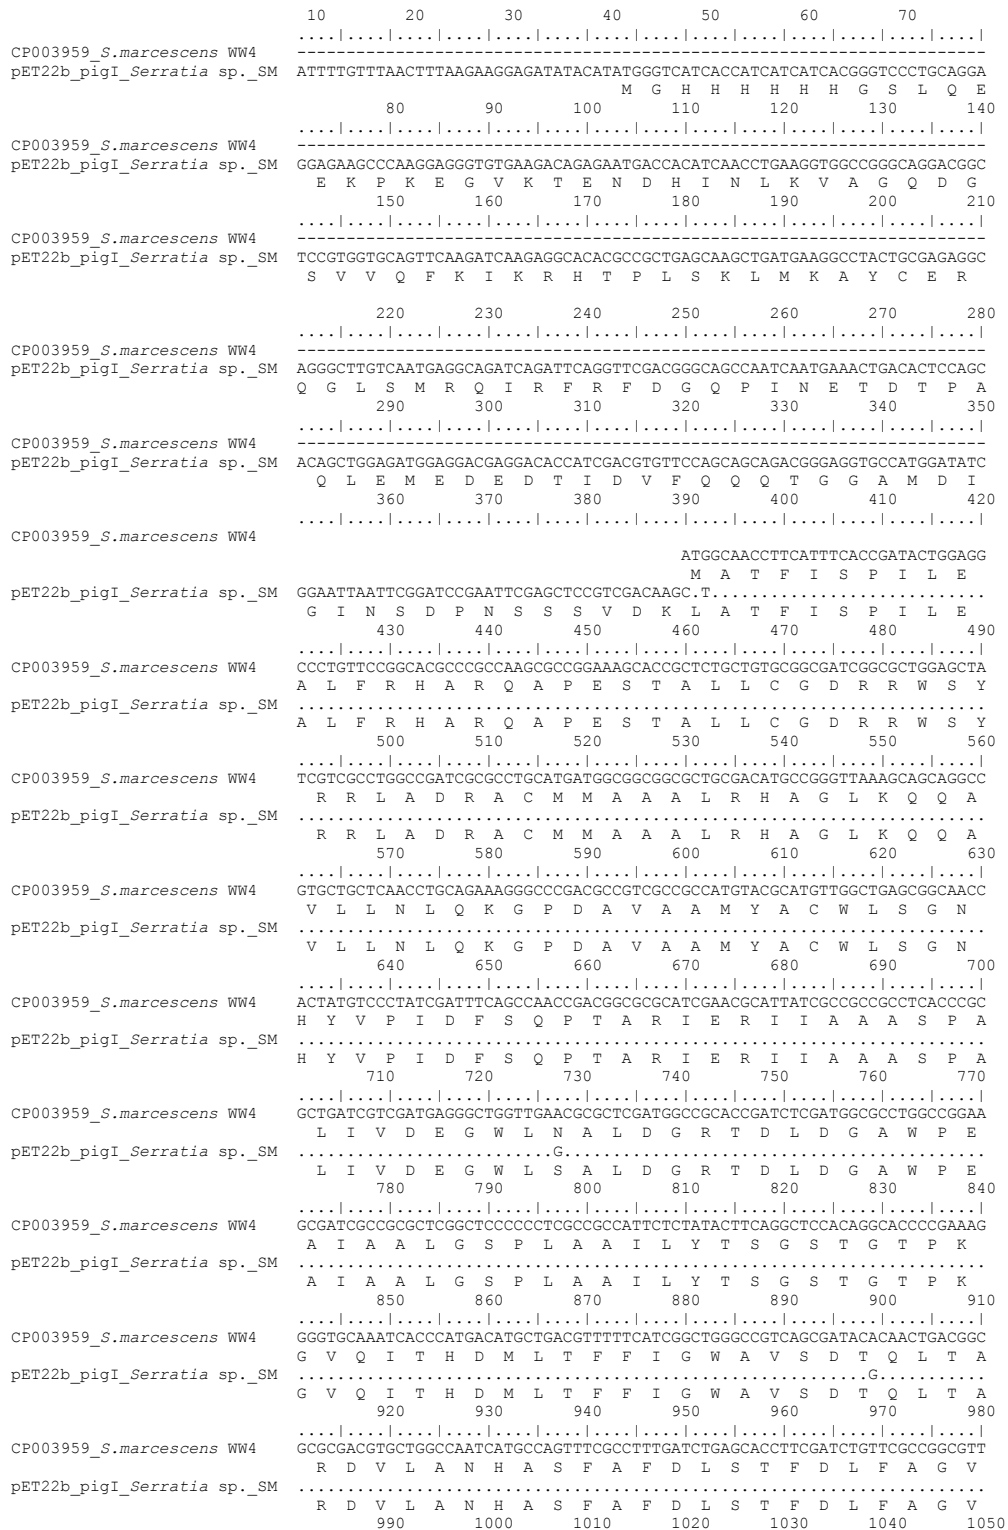 10 20 30 40 50 60 70
....|....|....|....|....|....|....|....|....|....|....|....|....|....|
CP003959_S.marcescens WW4 ----------------------------------------------------------------------
pET22b_pigI_Serratia sp._SM ATTTTGTTTAACTTTAAGAAGGAGATATACATATGGGTCATCACCATCATCATCACGGGTCCCTGCAGGA
M G H H H H H H G S L Q E
80 90 100 110 120 130 140
....|....|....|....|....|....|....|....|....|....|....|....|....|....|
CP003959_S.marcescens WW4 ----------------------------------------------------------------------
pET22b_pigI_Serratia sp._SM GGAGAAGCCCAAGGAGGGTGTGAAGACAGAGAATGACCACATCAACCTGAAGGTGGCCGGGCAGGACGGC
E K P K E G V K T E N D H I N L K V A G Q D G
150 160 170 180 190 200 210
....|....|....|....|....|....|....|....|....|....|....|....|....|....|
CP003959_S.marcescens WW4 ----------------------------------------------------------------------
pET22b_pigI_Serratia sp._SM TCCGTGGTGCAGTTCAAGATCAAGAGGCACACGCCGCTGAGCAAGCTGATGAAGGCCTACTGCGAGAGGC
S V V Q F K I K R H T P L S K L M K A Y C E R
220 230 240 250 260 270 280
....|....|....|....|....|....|....|....|....|....|....|....|....|....|
CP003959_S.marcescens WW4 ----------------------------------------------------------------------
pET22b_pigI_Serratia sp._SM AGGGCTTGTCAATGAGGCAGATCAGATTCAGGTTCGACGGGCAGCCAATCAATGAAACTGACACTCCAGC
Q G L S M R Q I R F R F D G Q P I N E T D T P A
290 300 310 320 330 340 350
....|....|....|....|....|....|....|....|....|....|....|....|....|....|
CP003959_S.marcescens WW4 ----------------------------------------------------------------------
pET22b_pigI_Serratia sp._SM ACAGCTGGAGATGGAGGACGAGGACACCATCGACGTGTTCCAGCAGCAGACGGGAGGTGCCATGGATATC
Q L E M E D E D T I D V F Q Q Q T G G A M D I
360 370 380 390 400 410 420
....|....|....|....|....|....|....|....|....|....|....|....|....|....|
CP003959_S.marcescens WW4
ATGGCAACCTTCATTTCACCGATACTGGAGG
M A T F I S P I L E
pET22b_pigI_Serratia sp._SM GGAATTAATTCGGATCCGAATTCGAGCTCCGTCGACAAGC.T............................
G I N S D P N S S S V D K L A T F I S P I L E
430 440 450 460 470 480 490
....|....|....|....|....|....|....|....|....|....|....|....|....|....|
CP003959_S.marcescens WW4 CCCTGTTCCGGCACGCCCGCCAAGCGCCGGAAAGCACCGCTCTGCTGTGCGGCGATCGGCGCTGGAGCTA
A L F R H A R Q A P E S T A L L C G D R R W S Y
pET22b_pigI_Serratia sp._SM ......................................................................
A L F R H A R Q A P E S T A L L C G D R R W S Y
500 510 520 530 540 550 560
....|....|....|....|....|....|....|....|....|....|....|....|....|....|
CP003959_S.marcescens WW4 TCGTCGCCTGGCCGATCGCGCCTGCATGATGGCGGCGGCGCTGCGACATGCCGGGTTAAAGCAGCAGGCC
R R L A D R A C M M A A A L R H A G L K Q Q A
pET22b_pigI_Serratia sp._SM ......................................................................
R R L A D R A C M M A A A L R H A G L K Q Q A
570 580 590 600 610 620 630
....|....|....|....|....|....|....|....|....|....|....|....|....|....|
CP003959_S.marcescens WW4 GTGCTGCTCAACCTGCAGAAAGGGCCCGACGCCGTCGCCGCCATGTACGCATGTTGGCTGAGCGGCAACC
V L L N L Q K G P D A V A A M Y A C W L S G N
pET22b_pigI_Serratia sp._SM ......................................................................
V L L N L Q K G P D A V A A M Y A C W L S G N
640 650 660 670 680 690 700
....|....|....|....|....|....|....|....|....|....|....|....|....|....|
CP003959_S.marcescens WW4 ACTATGTCCCTATCGATTTCAGCCAACCGACGGCGCGCATCGAACGCATTATCGCCGCCGCCTCACCCGC
H Y V P I D F S Q P T A R I E R I I A A A S P A
pET22b_pigI_Serratia sp._SM ......................................................................
H Y V P I D F S Q P T A R I E R I I A A A S P A
710 720 730 740 750 760 770
....|....|....|....|....|....|....|....|....|....|....|....|....|....|
CP003959_S.marcescens WW4 GCTGATCGTCGATGAGGGCTGGTTGAACGCGCTCGATGGCCGCACCGATCTCGATGGCGCCTGGCCGGAA
L I V D E G W L N A L D G R T D L D G A W P E
pET22b_pigI_Serratia sp._SM ..........................G...........................................
L I V D E G W L S A L D G R T D L D G A W P E
780 790 800 810 820 830 840
....|....|....|....|....|....|....|....|....|....|....|....|....|....|
CP003959_S.marcescens WW4 GCGATCGCCGCGCTCGGCTCCCCCCTCGCCGCCATTCTCTATACTTCAGGCTCCACAGGCACCCCGAAAG
A I A A L G S P L A A I L Y T S G S T G T P K
pET22b_pigI_Serratia sp._SM ......................................................................
A I A A L G S P L A A I L Y T S G S T G T P K
850 860 870 880 890 900 910
....|....|....|....|....|....|....|....|....|....|....|....|....|....|
CP003959_S.marcescens WW4 GGGTGCAAATCACCCATGACATGCTGACGTTTTTCATCGGCTGGGCCGTCAGCGATACACAACTGACGGC
G V Q I T H D M L T F F I G W A V S D T Q L T A
pET22b_pigI_Serratia sp._SM ..........................................................G...........
G V Q I T H D M L T F F I G W A V S D T Q L T A
920 930 940 950 960 970 980
....|....|....|....|....|....|....|....|....|....|....|....|....|....|
CP003959_S.marcescens WW4 GCGCGACGTGCTGGCCAATCATGCCAGTTTCGCCTTTGATCTGAGCACCTTCGATCTGTTCGCCGGCGTT
R D V L A N H A S F A F D L S T F D L F A G V
pET22b_pigI_Serratia sp._SM ......................................................................
R D V L A N H A S F A F D L S T F D L F A G V
990 1000 1010 1020 1030 1040 1050